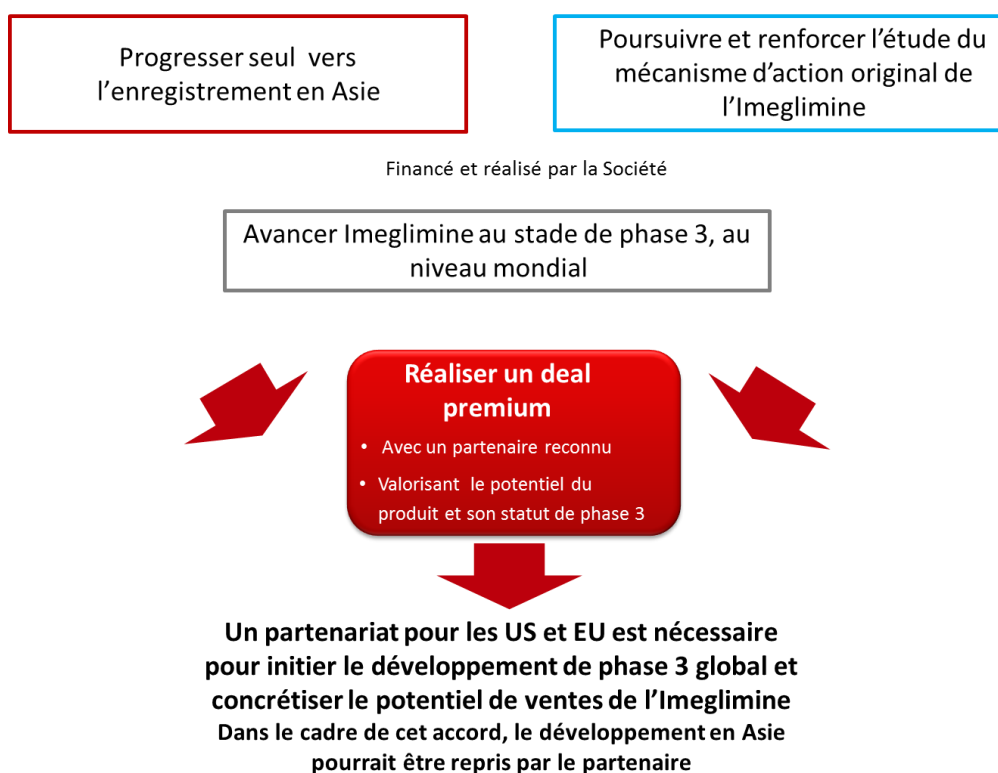 Progresser seul vers
l'enregistrement en Asie
Poursuivre et renforcer l'étude du
mécanisme d'action original de
l'Imeglimine
Financé et réalisé par la Société
Avancer Imeglimine au stade de phase 3, au
niveau mondial
Réaliser un deal
premium
• Avec un partenaire reconnu
• Valorisant le potentiel du
produit et son statut de phase 3
Un partenariat pour les US et EU est nécessaire
pour initier le développement de phase 3 global et
concrétiser le potentiel de ventes de l'Imeglimine
Dans le cadre de cet accord, le développement en Asie
pourrait être repris par le partenaire